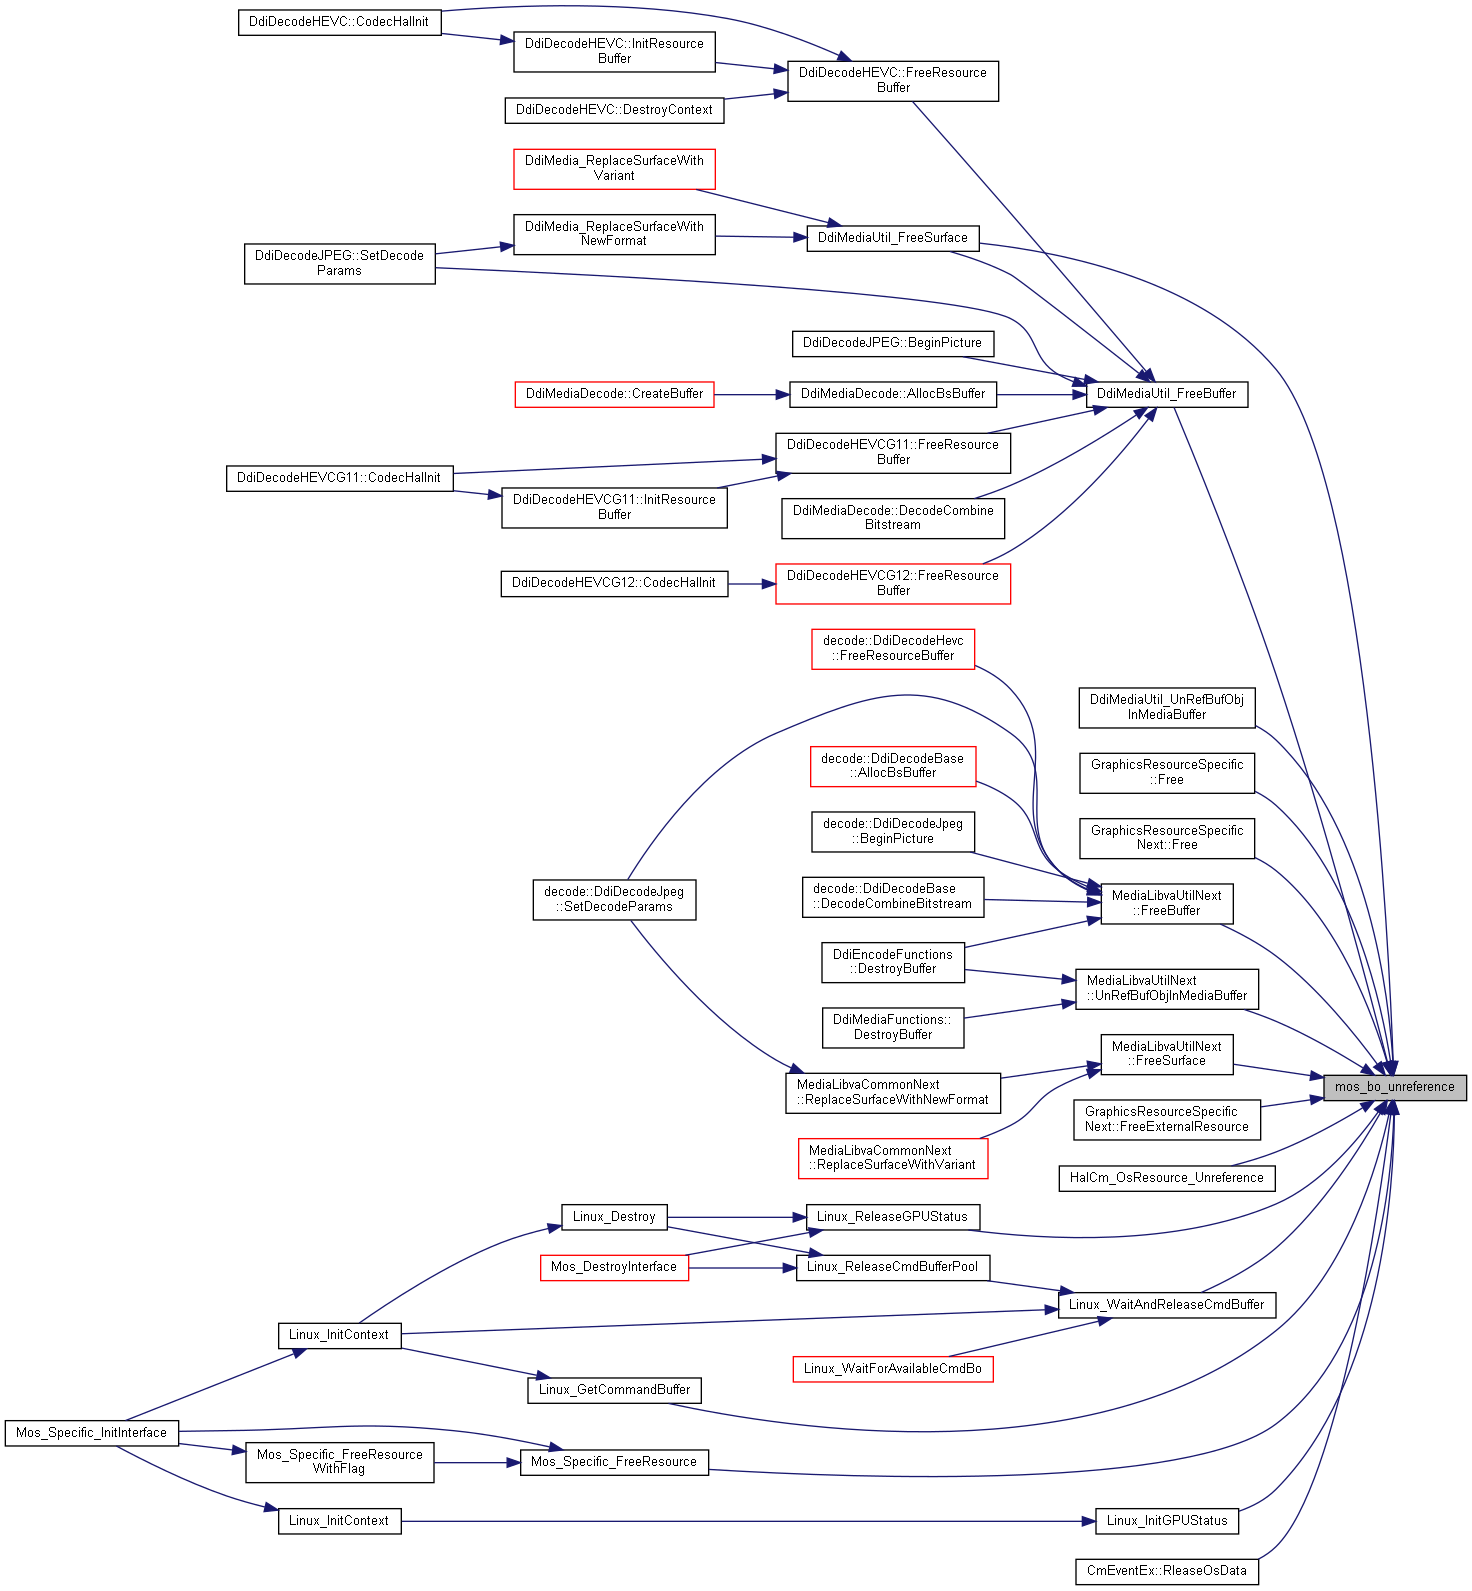 DdiDecodeHEVC::CodecHalInit
DdiDecodeHEVC::InitResource
Buffer
DdiDecodeHEVC::FreeResource
Buffer
DdiDecodeHEVC::DestroyContext
DdiMedia_ReplaceSurfaceWith
Variant
DdiMedia_ReplaceSurfaceWith
NewFormat
DdiMediaUtil_FreeSurface
DdiDecodeJPEG::SetDecode
Params
DdiDecodeJPEG::BeginPicture
DdiMediaDecode::CreateBuffer
DdiMediaDecode::AllocBsBuffer
DdiMediaUtil_FreeBuffer
DdiDecodeHEVCG11::FreeResource
Buffer
DdiDecodeHEVCG11::CodecHalInit
DdiDecodeHEVCG11::InitResource
Buffer
DdiMediaDecode::DecodeCombine
Bitstream
DdiDecodeHEVCG12::CodecHalInit
DdiDecodeHEVCG12::FreeResource
Buffer
decode::DdiDecodeHevc
::FreeResourceBuffer
DdiMediaUtil_UnRefBufObj
InMediaBuffer
decode::DdiDecodeBase
::AllocBsBuffer
GraphicsResourceSpecific
::Free
decode::DdiDecodeJpeg
::BeginPicture
GraphicsResourceSpecific
Next::Free
decode::DdiDecodeJpeg
::SetDecodeParams
decode::DdiDecodeBase
::DecodeCombineBitstream
MediaLibvaUtilNext
::FreeBuffer
DdiEncodeFunctions
::DestroyBuffer
MediaLibvaUtilNext
::UnRefBufObjInMediaBuffer
DdiMediaFunctions::
DestroyBuffer
MediaLibvaUtilNext
::FreeSurface
MediaLibvaCommonNext
::ReplaceSurfaceWithNewFormat
mos_bo_unreference
GraphicsResourceSpecific
Next::FreeExternalResource
MediaLibvaCommonNext
::ReplaceSurfaceWithVariant
HalCm_OsResource_Unreference
Linux_Destroy
Linux_ReleaseGPUStatus
Mos_DestroyInterface
Linux_ReleaseCmdBufferPool
Linux_WaitAndReleaseCmdBuffer
Linux_InitContext
Linux_WaitForAvailableCmdBo
Linux_GetCommandBuffer
Mos_Specific_InitInterface
Mos_Specific_FreeResource
WithFlag
Mos_Specific_FreeResource
Linux_InitContext
Linux_InitGPUStatus
CmEventEx::RleaseOsData